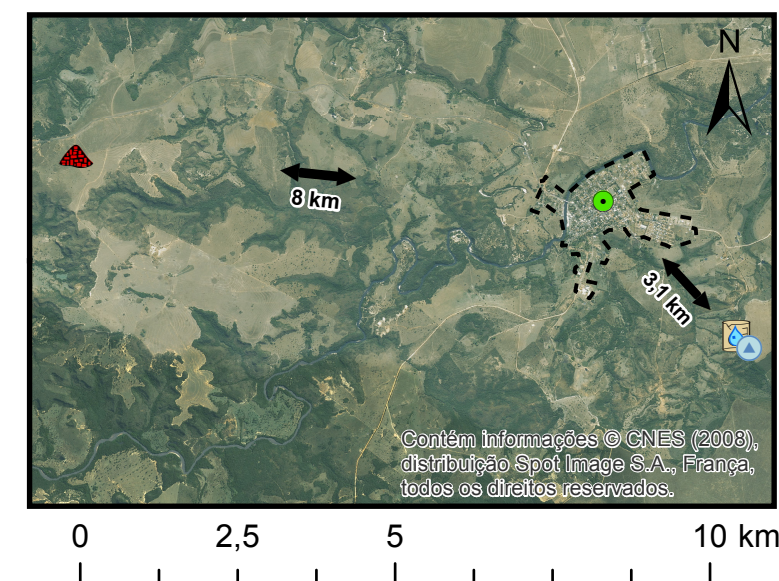 N
8 km
3,1 km
Contém informações © CNES (2008),
distribuição Spot Image S.A., França,
todos os direitos reservados.
0 2,5 5 10 km